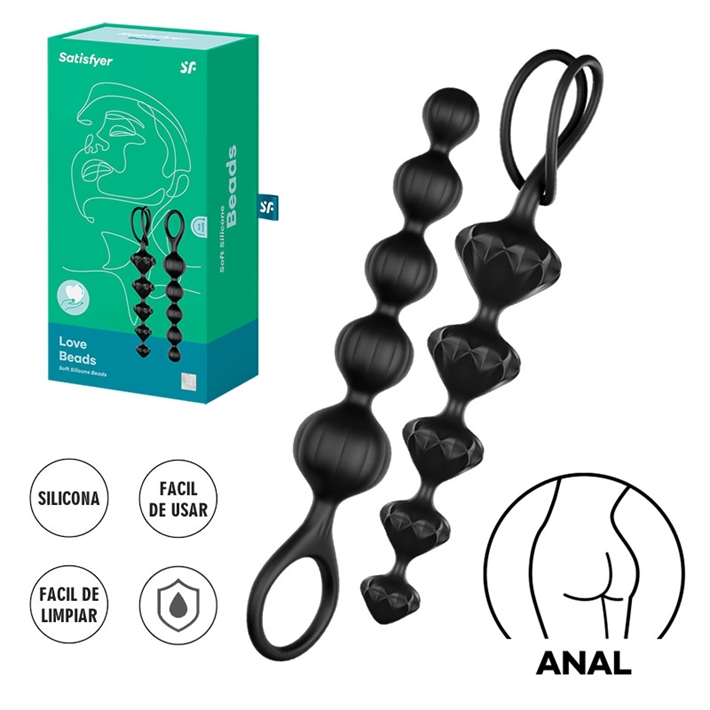 Beads
Satisfyer
SF
Beads
Soft Silicone
SF
Love
Beads
Soft Silicone Beads
SILICONA
FACIL
DE USAR
FACIL DE
LIMPIAR
ANAL